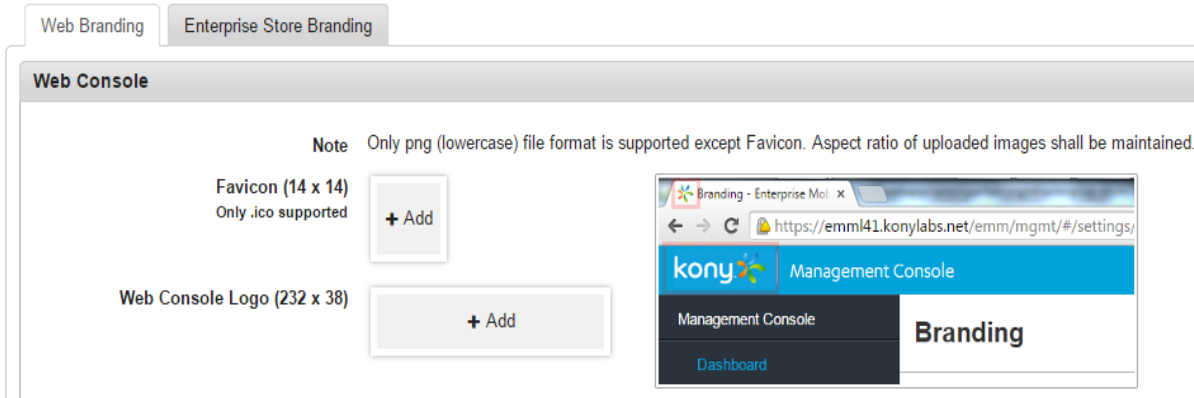 Web Branding
Enterprise Store Branding
Web Console
Note Only png (lowercase) file format is supported except Favicon. Aspect ratio of uploaded images shall be maintained.
Favicon (14 x 14)
Only .ico supported
+ Add
Branding - Enterprise Mob ×
https://emml41.konylabs.net/emm/mgmt/#/settings/
kony Management Console
Web Console Logo (232 x 38)
+ Add
Management Console
Branding
Dashboard